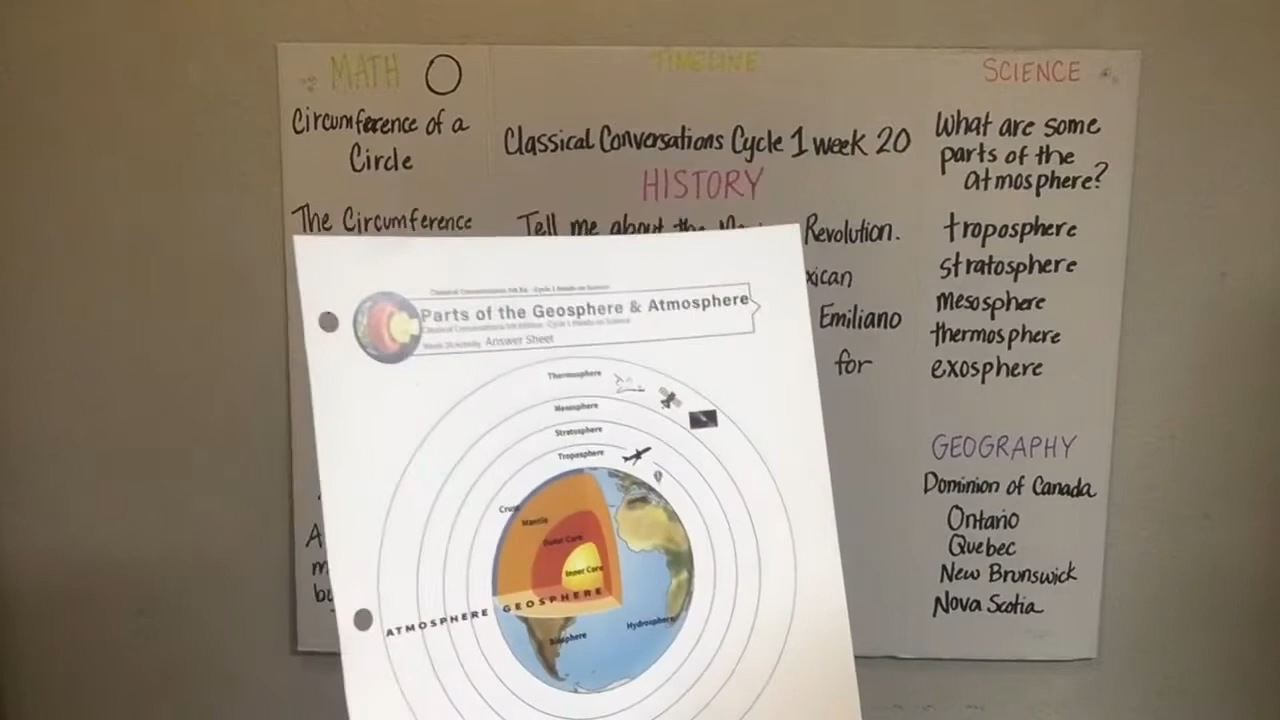 MATH
Circumference of a
Circle
The Circumference
TIMELINE
Classical Conversations Cycle 1 week 20
HISTORY
Tell me about the Revolution.
Emiliano
for
SCIENCE
What are some
parts of the
atmosphere?
troposphere
stratosphere
mesosphere
thermosphere
exosphere
GEOGRAPHY
Dominion of Canada
Ontario
Quebec
New Brunswick
Nova Scotia
Parts of the Geosphere & Atmosphere
Answer Sheet
Thermosphere
Mesosphere
Stratosphere
Troposphere
Crust
Mantle
Outer Core
Inner Core
ATMOSPHERE GEOSPHERE
Biosphere
Hydrosphere